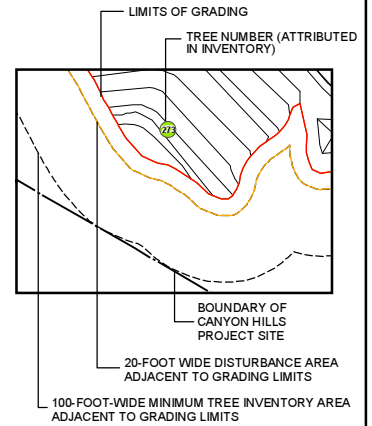 LIMITS OF GRADING
TREE NUMBER (ATTRIBUTED
IN INVENTORY)
273
BOUNDARY OF
CANYON HILLS
PROJECT SITE
20-FOOT WIDE DISTURBANCE AREA
ADJACENT TO GRADING LIMITS
100-FOOT-WIDE MINIMUM TREE INVENTORY AREA
ADJACENT TO GRADING LIMITS